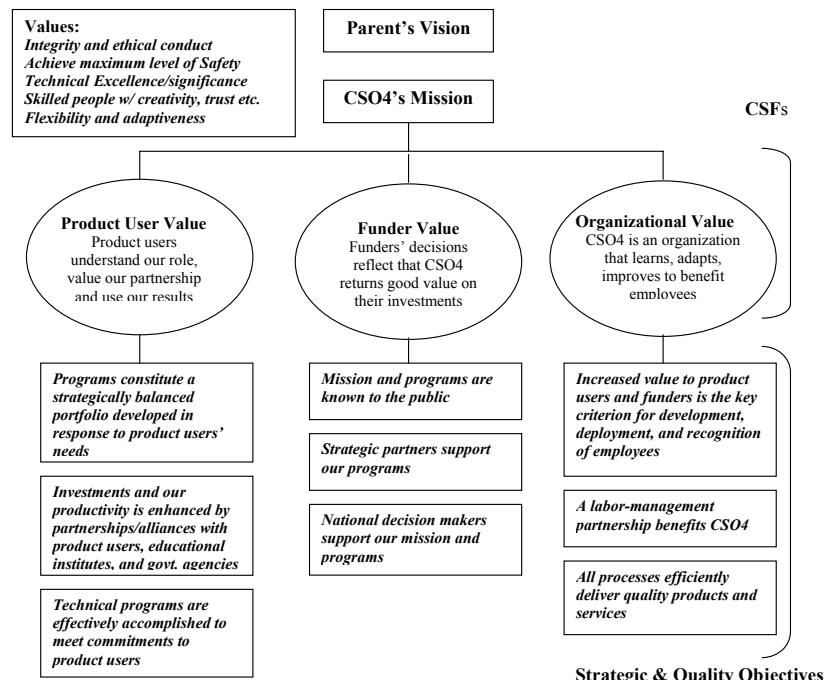 Values:
Integrity and ethical conduct
Achieve maximum level of Safety
Technical Excellence/significance
Skilled people w/ creativity, trust etc.
Flexibility and adaptiveness
Parent's Vision
CSO4's Mission
CSFs
Product User Value
Product users
understand our role,
value our partnership
and use our results
Funder Value
Funders' decisions
reflect that CSO4
returns good value on
their investments
Organizational Value
CSO4 is an organization
that learns, adapts,
improves to benefit
employees
Programs constitute a
strategically balanced
portfolio developed in
response to product users'
needs
Investments and our
productivity is enhanced by
partnerships/alliances with
product users, educational
institutes, and govt. agencies
Technical programs are
effectively accomplished to
meet commitments to
product users
Mission and programs are
known to the public
Strategic partners support
our programs
National decision makers
support our mission and
programs
Increased value to product
users and funders is the key
criterion for development,
deployment, and recognition
of employees
A labor-management
partnership benefits CSO4
All processes efficiently
deliver quality products and
services
Strategic & Quality Objectives